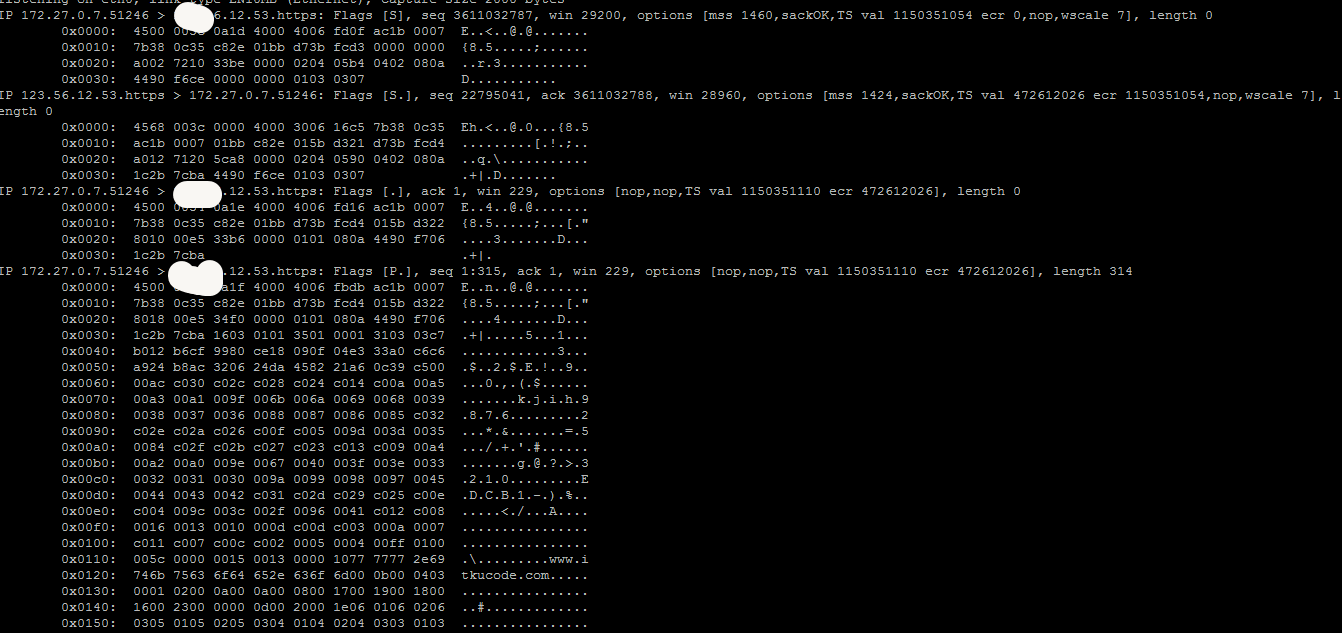 listening on eth0, link-type EN10MB (Ethernet), capture size 2000 bytes
IP 172.27.0.7.51246 > 6.12.53.https: Flags [S], seq 3611032787, win 29200, options [mss 1460,sackOK,TS val 1150351054 ecr 0,nop,wscale 7], length 0
0x0000: 4500 0a1d 4000 4006 fd0f ac1b 0007 E..<..@.@.......
0x0010: 7b38 0c35 c82e 01bb d73b fcd3 0000 0000 {8.5.....;......
0x0020: a002 7210 33be 0000 0204 05b4 0402 080a ..r.3...........
0x0030: 4490 f6ce 0000 0000 0103 0307 D...........
IP 123.56.12.53.https > 172.27.0.7.51246: Flags [S.], seq 22795041, ack 3611032788, win 28960, options [mss 1424,sackOK,TS val 472612026 ecr 1150351054,nop,wscale 7], l
ength 0
0x0000: 4568 003c 0000 4000 3006 16c5 7b38 0c35 Eh.<..@.0...{8.5
0x0010: ac1b 0007 01bb c82e 015b d321 d73b fcd4 .........[.!.;..
0x0020: a012 7120 5ca8 0000 0204 0590 0402 080a ..q.\...........
0x0030: 1c2b 7cba 4490 f6ce 0103 0307 .+|.D.......
IP 172.27.0.7.51246 > .12.53.https: Flags [.], ack 1, win 229, options [nop,nop,TS val 1150351110 ecr 472612026], length 0
0x0000: 4500 0a1e 4000 4006 fd16 ac1b 0007 E..4..@.@.......
0x0010: 7b38 0c35 c82e 01bb d73b fcd4 015b d322 {8.5.....;...[."
0x0020: 8010 00e5 33b6 0000 0101 080a 4490 f706 ....3.......D...
0x0030: 1c2b 7cba .+|.
IP 172.27.0.7.51246 > .12.53.https: Flags [P.], seq 1:315, ack 1, win 229, options [nop,nop,TS val 1150351110 ecr 472612026], length 314
0x0000: 4500 a1f 4000 4006 fbdb ac1b 0007 E..n..@.@.......
0x0010: 7b38 0c35 c82e 01bb d73b fcd4 015b d322 {8.5.....;...[."
0x0020: 8018 00e5 34f0 0000 0101 080a 4490 f706 ....4.......D...
0x0030: 1c2b 7cba 1603 0101 3501 0001 3103 03c7 .+|.....5...1...
0x0040: b012 b6cf 9980 ce18 090f 04e3 33a0 c6c6 ............3...
0x0050: a924 b8ac 3206 24da 4582 21a6 0c39 c500 .$..2.$.E.!..9..
0x0060: 00ac c030 c02c c028 c024 c014 c00a 00a5 ...0.,.(.$......
0x0070: 00a3 00a1 009f 006b 006a 0069 0068 0039 .......k.j.i.h.9
0x0080: 0038 0037 0036 0088 0087 0086 0085 c032 .8.7.6.........2
0x0090: c02e c02a c026 c00f c005 009d 003d 0035 ...*.&.......=.5
0x00a0: 0084 c02f c02b c027 c023 c013 c009 00a4 .../.+.'.#......
0x00b0: 00a2 00a0 009e 0067 0040 003f 003e 0033 .......g.@.?.>.3
0x00c0: 0032 0031 0030 009a 0099 0098 0097 0045 .2.1.0.........E
0x00d0: 0044 0043 0042 c031 c02d c029 c025 c00e .D.C.B.1.-.).%..
0x00e0: c004 009c 003c 002f 0096 0041 c012 c008 .....<./...A....
0x00f0: 0016 0013 0010 000d c00d c003 000a 0007 ................
0x0100: c011 c007 c00c c002 0005 0004 00ff 0100 ................
0x0110: 005c 0000 0015 0013 0000 1077 7777 2e69 .\.........www.i
0x0120: 746b 7563 6f64 652e 636f 6d00 0b00 0403 tkucode.com.....
0x0130: 0001 0200 0a00 0a00 0800 1700 1900 1800 ................
0x0140: 1600 2300 0000 0d00 2000 1e06 0106 0206 ..#.............
0x0150: 0305 0105 0205 0304 0104 0204 0303 0103 ................